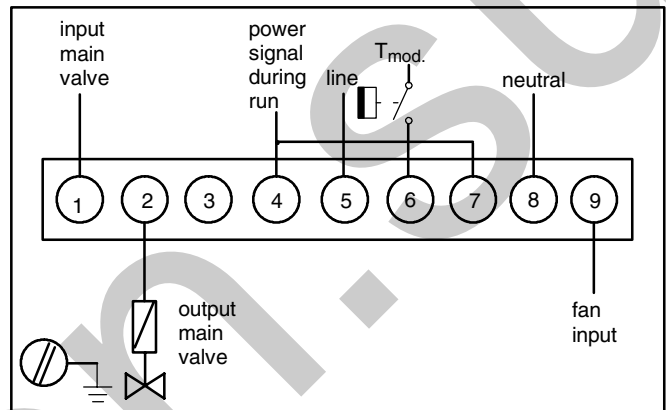 input
main
valve
power
signal
during
run
line
Tmod.
neutral
1 2 3 4 5 6 7 8 9
output
main
valve
fan
input